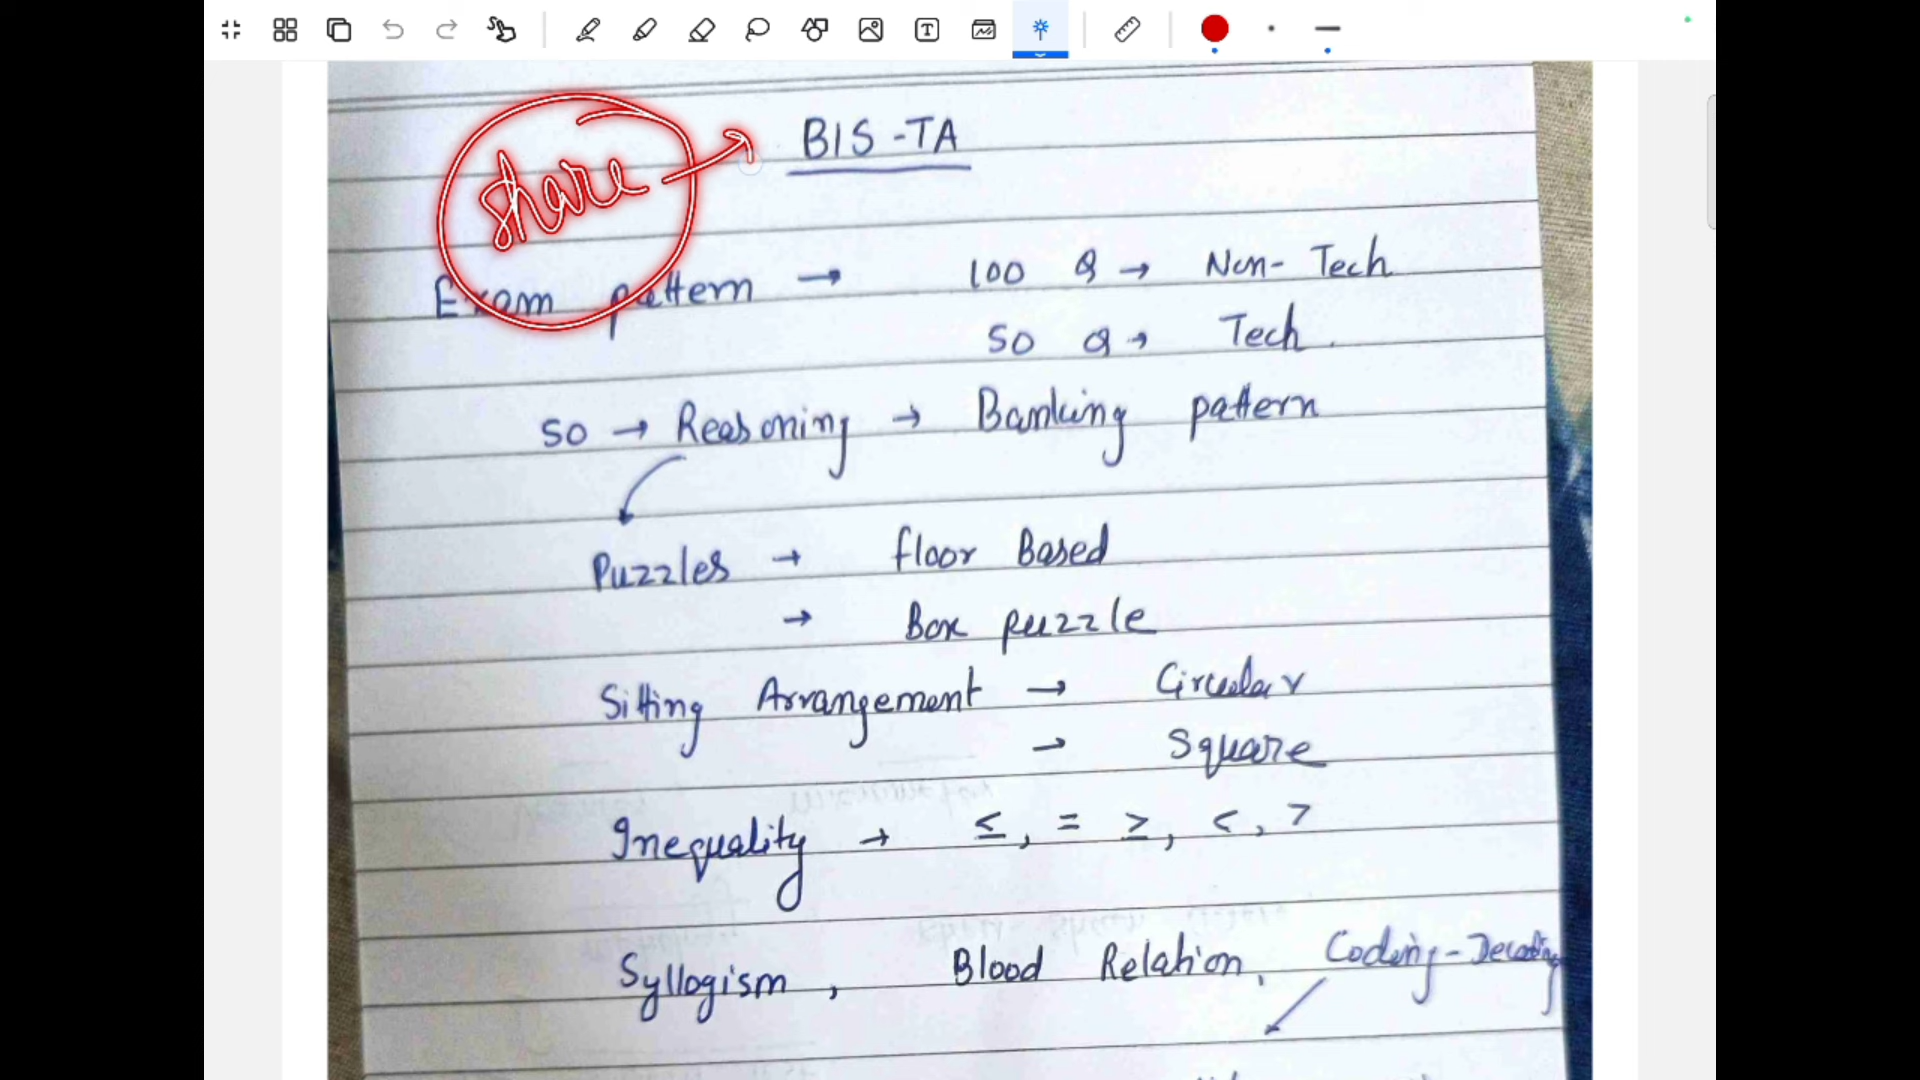 share → BIS-TA
Exam pattern → 100 Q → Non-Tech
50 Q → Tech.
50 → Reasoning → Banking pattern
Puzzles → floor Based
→ Box puzzle
Sitting Arrangement → Circular
→ Square
Inequality → ≤, = ≥, <, >
Syllogism, Blood Relation, Coding-Decoding